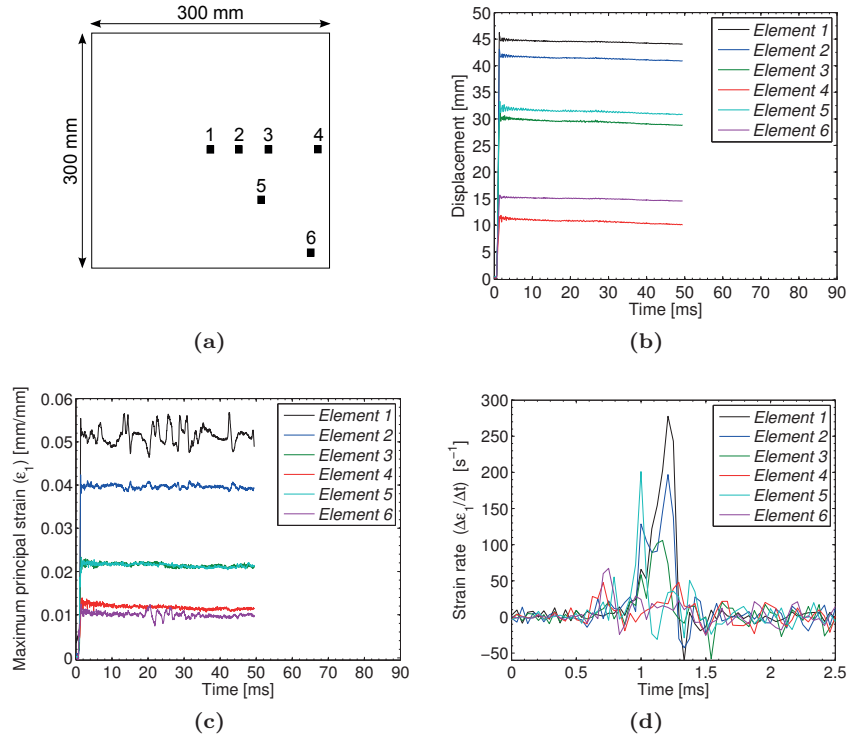 300 mm
300 mm
1 2 3 4
5
6
(a)
Displacement [mm]
50
45
40
35
30
25
20
15
10
5
0
0 10 20 30 40 50 60 70 80 90
Time [ms]
Element 1
Element 2
Element 3
Element 4
Element 5
Element 6
(b)
Maximum principal strain (ε₁) [mm/mm]
0.06
0.05
0.04
0.03
0.02
0.01
0
0 10 20 30 40 50 60 70 80 90
Time [ms]
Element 1
Element 2
Element 3
Element 4
Element 5
Element 6
(c)
Strain rate (Δε₁/Δt) [s⁻¹]
300
250
200
150
100
50
0
−50
0 0.5 1 1.5 2 2.5
Time [ms]
Element 1
Element 2
Element 3
Element 4
Element 5
Element 6
(d)